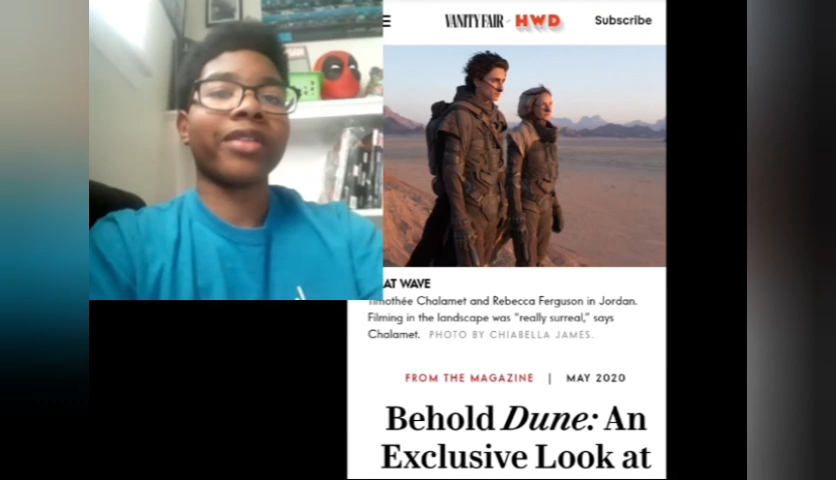 VANITY FAIR HWD
Subscribe
AT WAVE
Timothée Chalamet and Rebecca Ferguson in Jordan.
Filming in the landscape was "really surreal," says
Chalamet. PHOTO BY CHIABELLA JAMES.
FROM THE MAGAZINE | MAY 2020
Behold Dune: An
Exclusive Look at